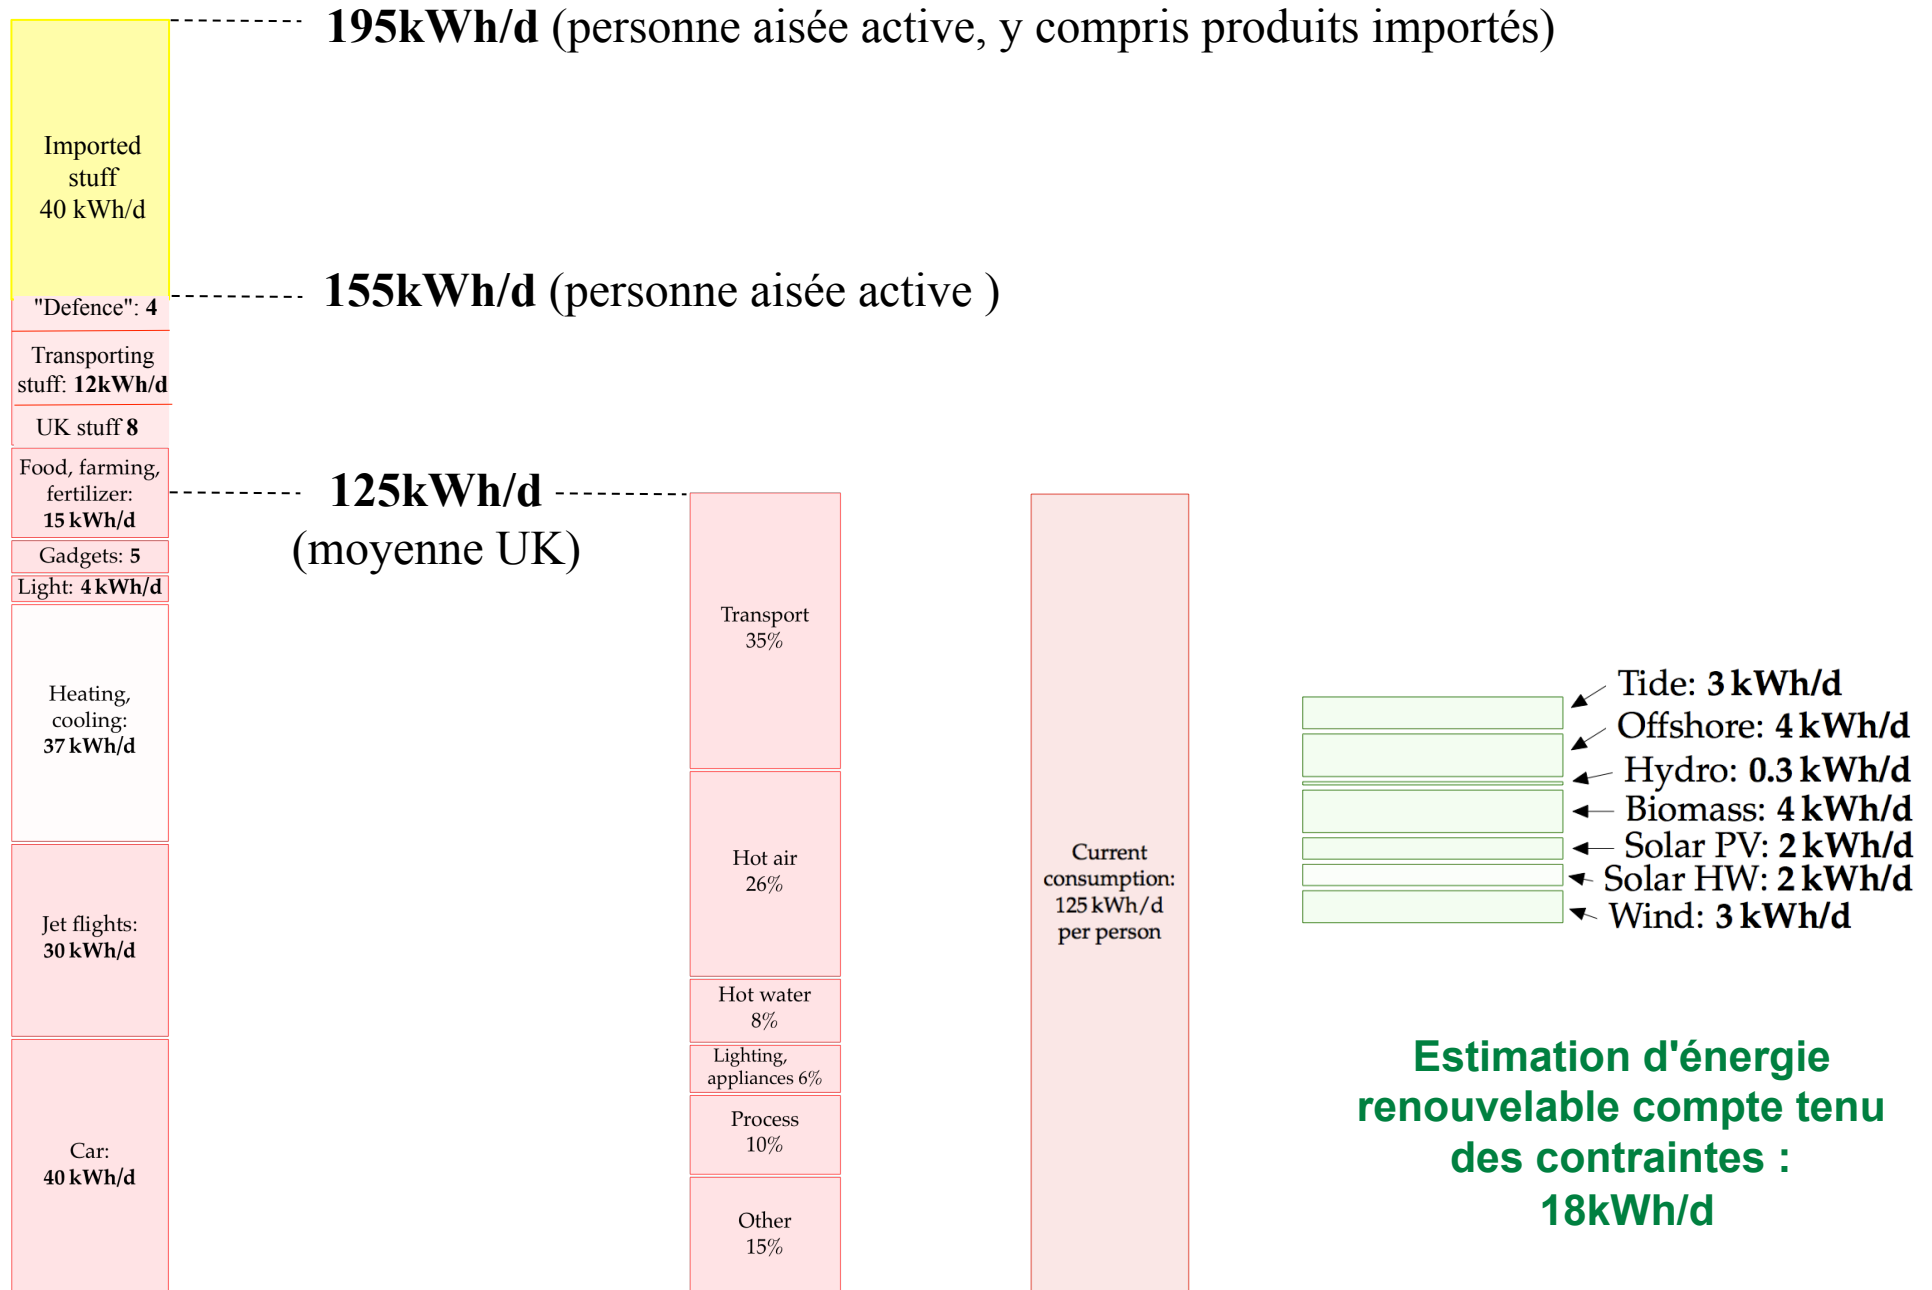 195kWh/d (personne aisée active, y compris produits importés)
Imported
stuff
40 kWh/d
155kWh/d (personne aisée active )
"Defence": 4
Transporting
stuff: 12kWh/d
UK stuff 8
Food, farming,
fertilizer:
15 kWh/d
Gadgets: 5
Light: 4 kWh/d
Heating,
cooling:
37 kWh/d
Jet flights:
30 kWh/d
Car:
40 kWh/d
125kWh/d
(moyenne UK)
Transport
35%
Hot air
26%
Hot water
8%
Lighting,
appliances 6%
Process
10%
Other
15%
Current
consumption:
125 kWh/d
per person
Tide: 3 kWh/d
Offshore: 4 kWh/d
Hydro: 0.3 kWh/d
Biomass: 4 kWh/d
Solar PV: 2 kWh/d
Solar HW: 2 kWh/d
Wind: 3 kWh/d
Estimation d'énergie
renouvelable compte tenu
des contraintes :
18kWh/d